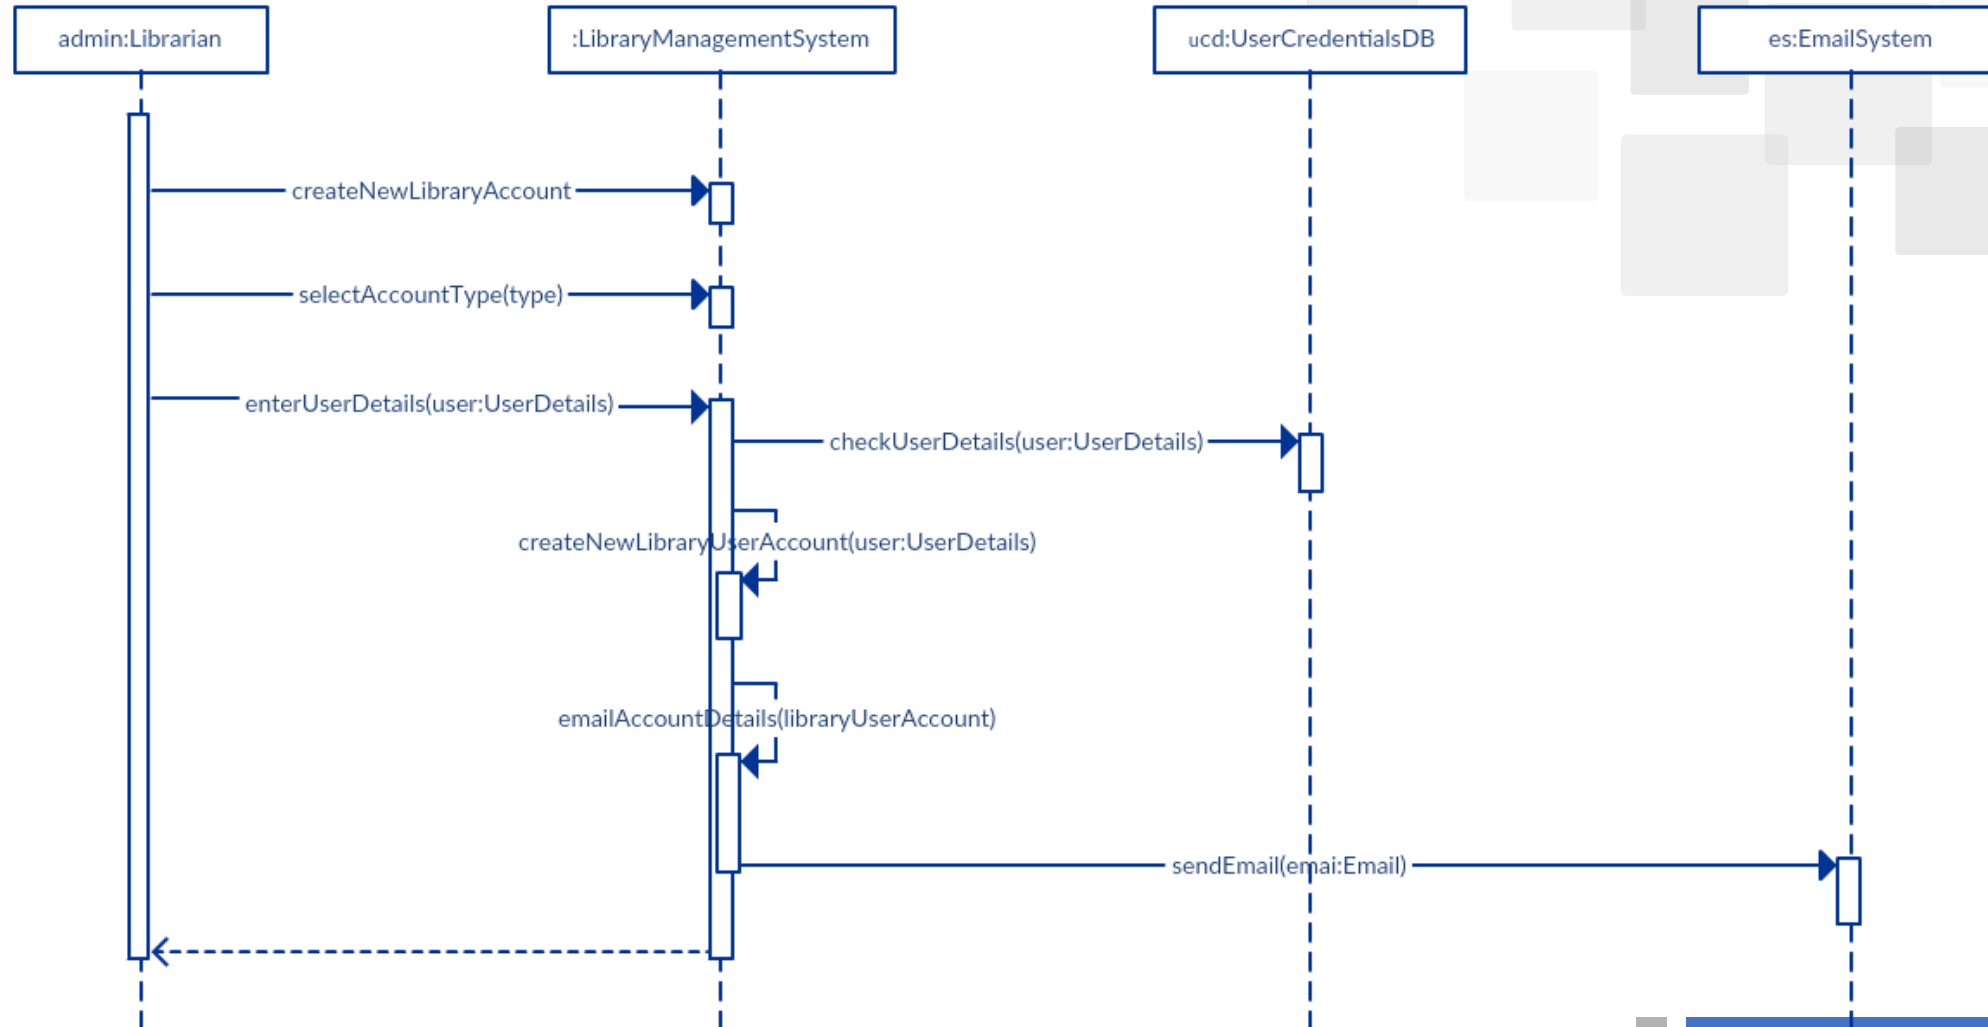 admin:Librarian
:LibraryManagementSystem
ucd:UserCredentialsDB
es:EmailSystem
createNewLibraryAccount
selectAccountType(type)
enterUserDetails(user:UserDetails)
checkUserDetails(user:UserDetails)
createNewLibraryUserAccount(user:UserDetails)
emailAccountDetails(libraryUserAccount)
sendEmail(emai:Email)